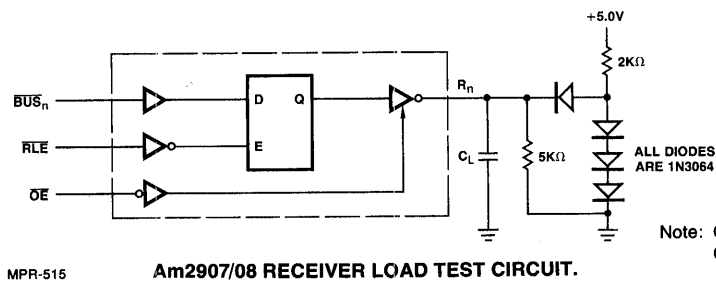 +5.0V
2KΩ
BUSn
D
Q
Rn
RLE
E
CL
5KΩ
ALL DIODES
ARE 1N3064
OE
Note:
MPR-515
Am2907/08 RECEIVER LOAD TEST CIRCUIT.